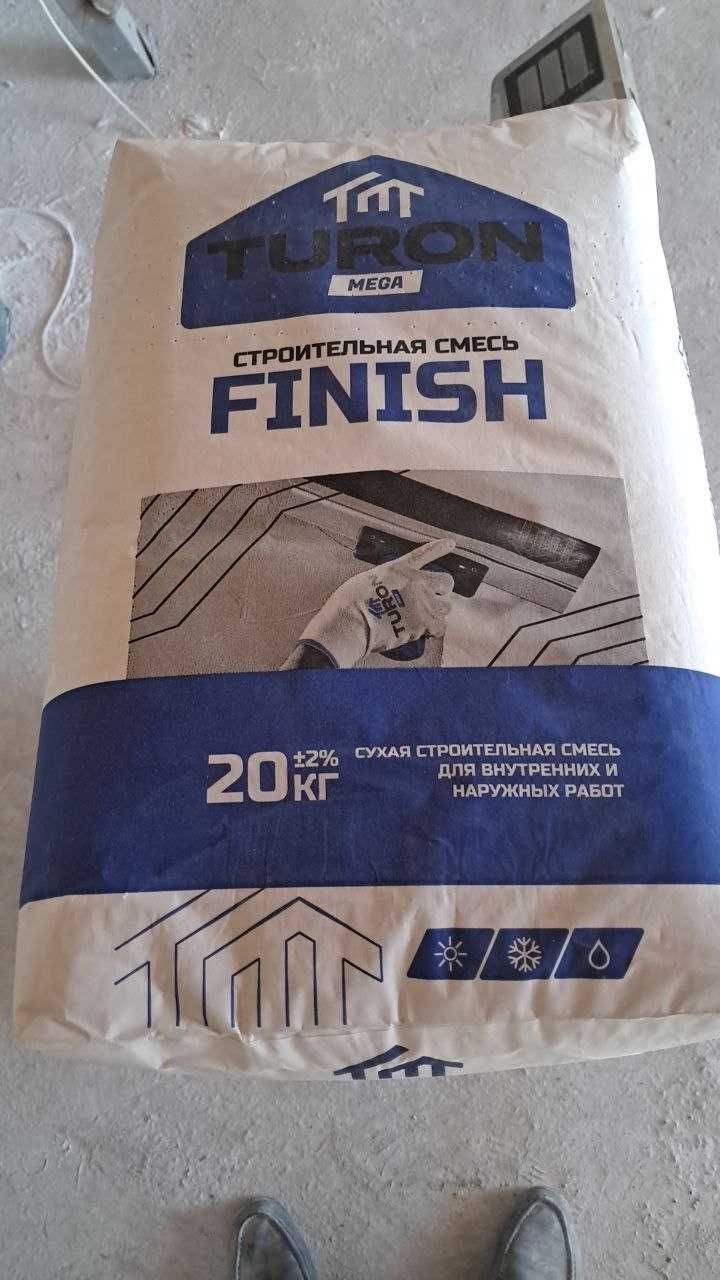 TURON
MEGA
СТРОИТЕЛЬНАЯ СМЕСЬ
FINISH
TURON
20 ±2% КГ
СУХАЯ СТРОИТЕЛЬНАЯ СМЕСЬ
ДЛЯ ВНУТРЕННИХ И
НАРУЖНЫХ РАБОТ